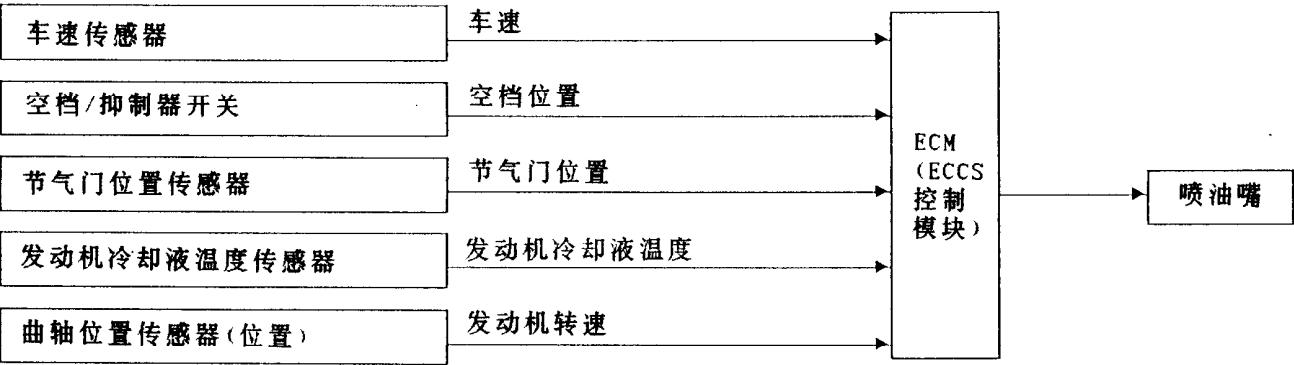 车速传感器
车速
空档/抑制器开关
空档位置
节气门位置传感器
节气门位置
发动机冷却液温度传感器
发动机冷却液温度
曲轴位置传感器(位置)
发动机转速
ECM
(ECCS
控制
模块)
喷油嘴